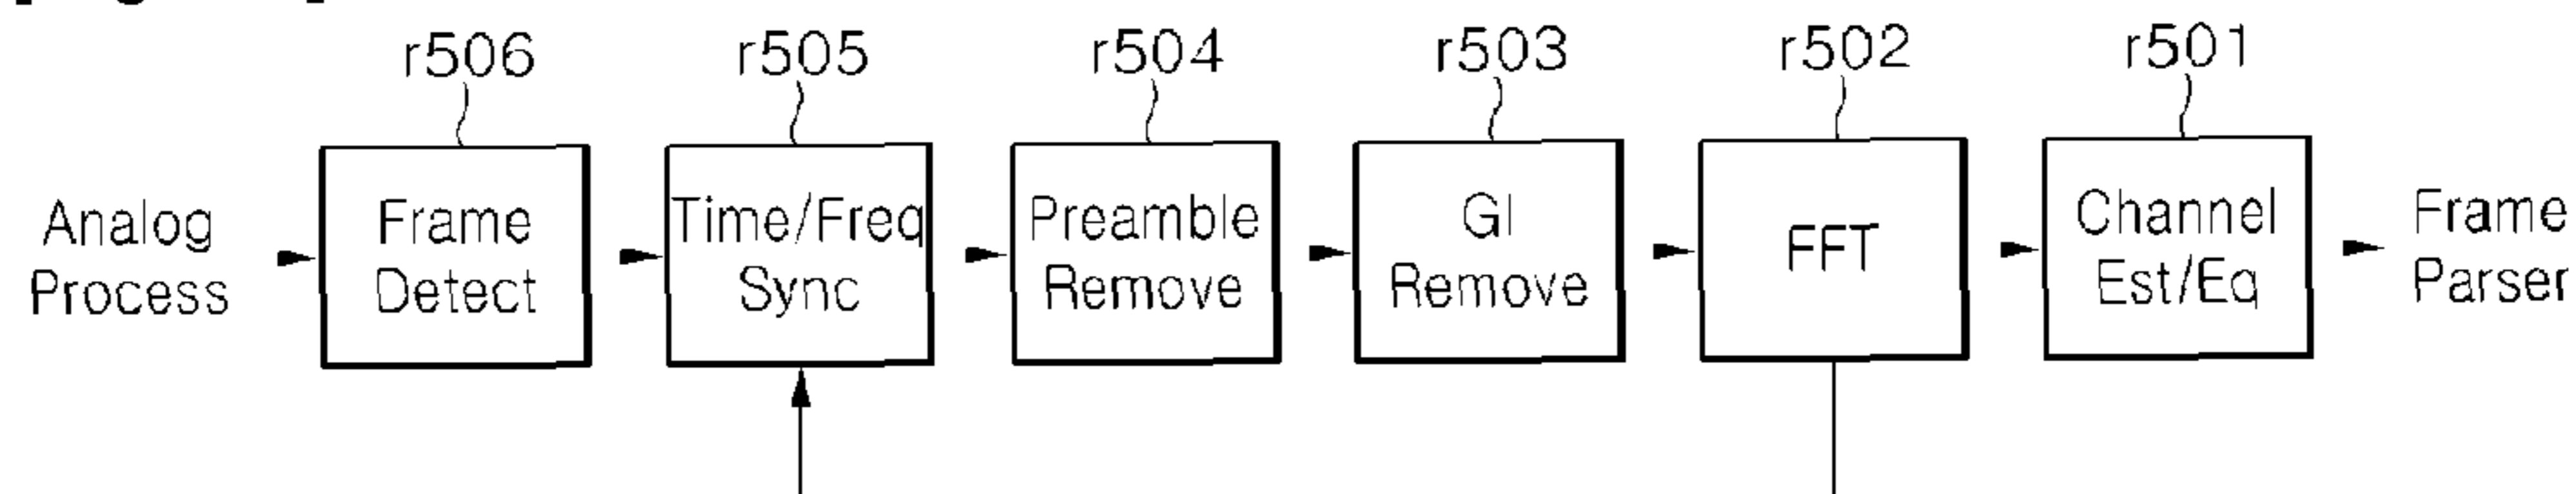 r506 r505 r504 r503 r502 r501
Analog
Process
Frame
Detect
Time/Freq
Sync
Preamble
Remove
GI
Remove
FFT
Channel
Est/Eq
Frame
Parser